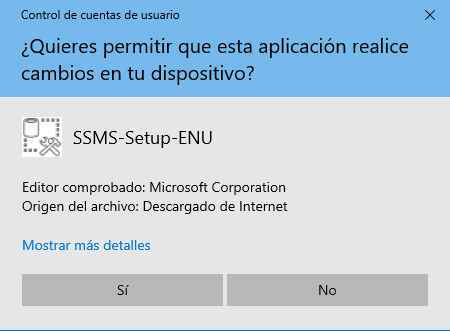 Control de cuentas de usuario
¿Quieres permitir que esta aplicación realice
cambios en tu dispositivo?
SSMS-Setup-ENU
Editor comprobado: Microsoft Corporation
Origen del archivo: Descargado de Internet
Mostrar más detalles
Sí
No